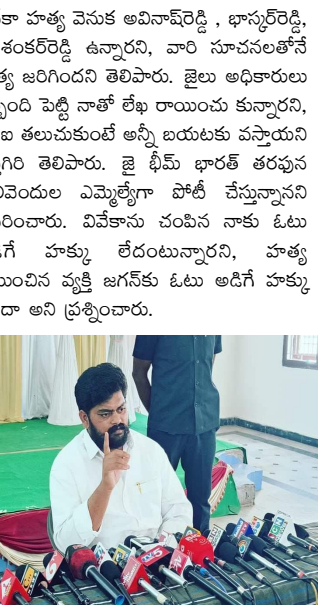 హత్య వెనుక అవినాష్‌రెడ్డి , భాస్కర్‌రెడ్డి,
శంకర్‌రెడ్డి ఉన్నారని, వారి సూచనలతోనే
జరిగిందని తెలిపారు. జైలు అధికారులు
పెట్టి నాతో లేఖ రాయించు కున్నారని,
తలుచుకుంటే అన్నీ బయటకు వస్తాయని
తెలిపారు. జై భీమ్ భారత్ తరఫున
ఎమ్మెల్యేగా పోటీ చేస్తున్నానని
వివేకాను చంపిన నాకు ఓటు
హక్కు లేదంటున్నారని, హత్య
వ్యక్తి జగన్‌కు ఓటు అడిగే హక్కు
అని ప్రశ్నించారు.